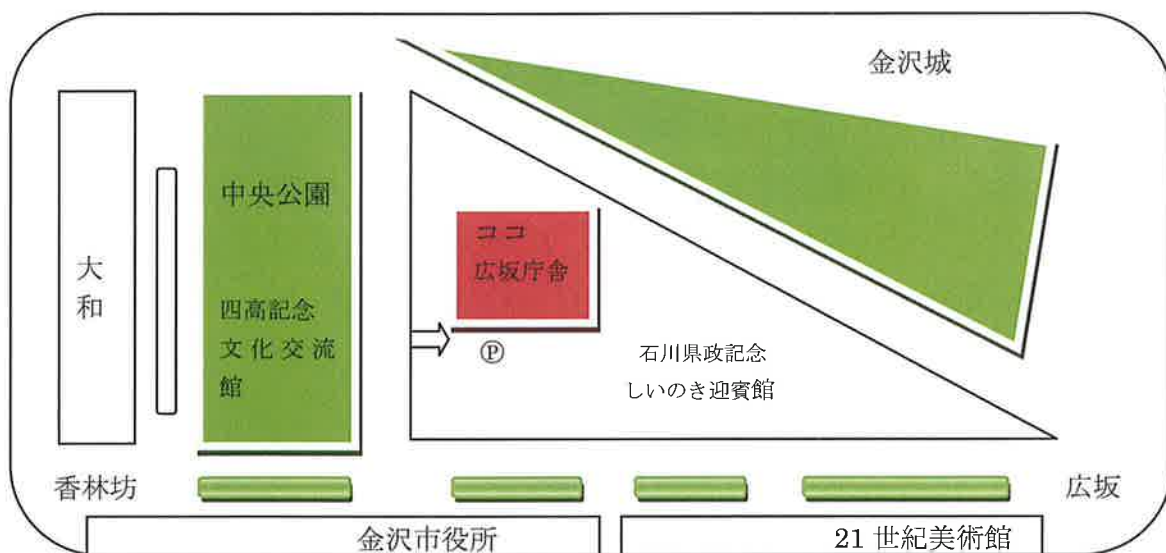 金沢城
中央公園
大
和
四高記念
文化交流
館
ココ
広坂庁舎
Ⓟ
石川県政記念
しいのき迎賓館
香林坊
広坂
金沢市役所
21世紀美術館